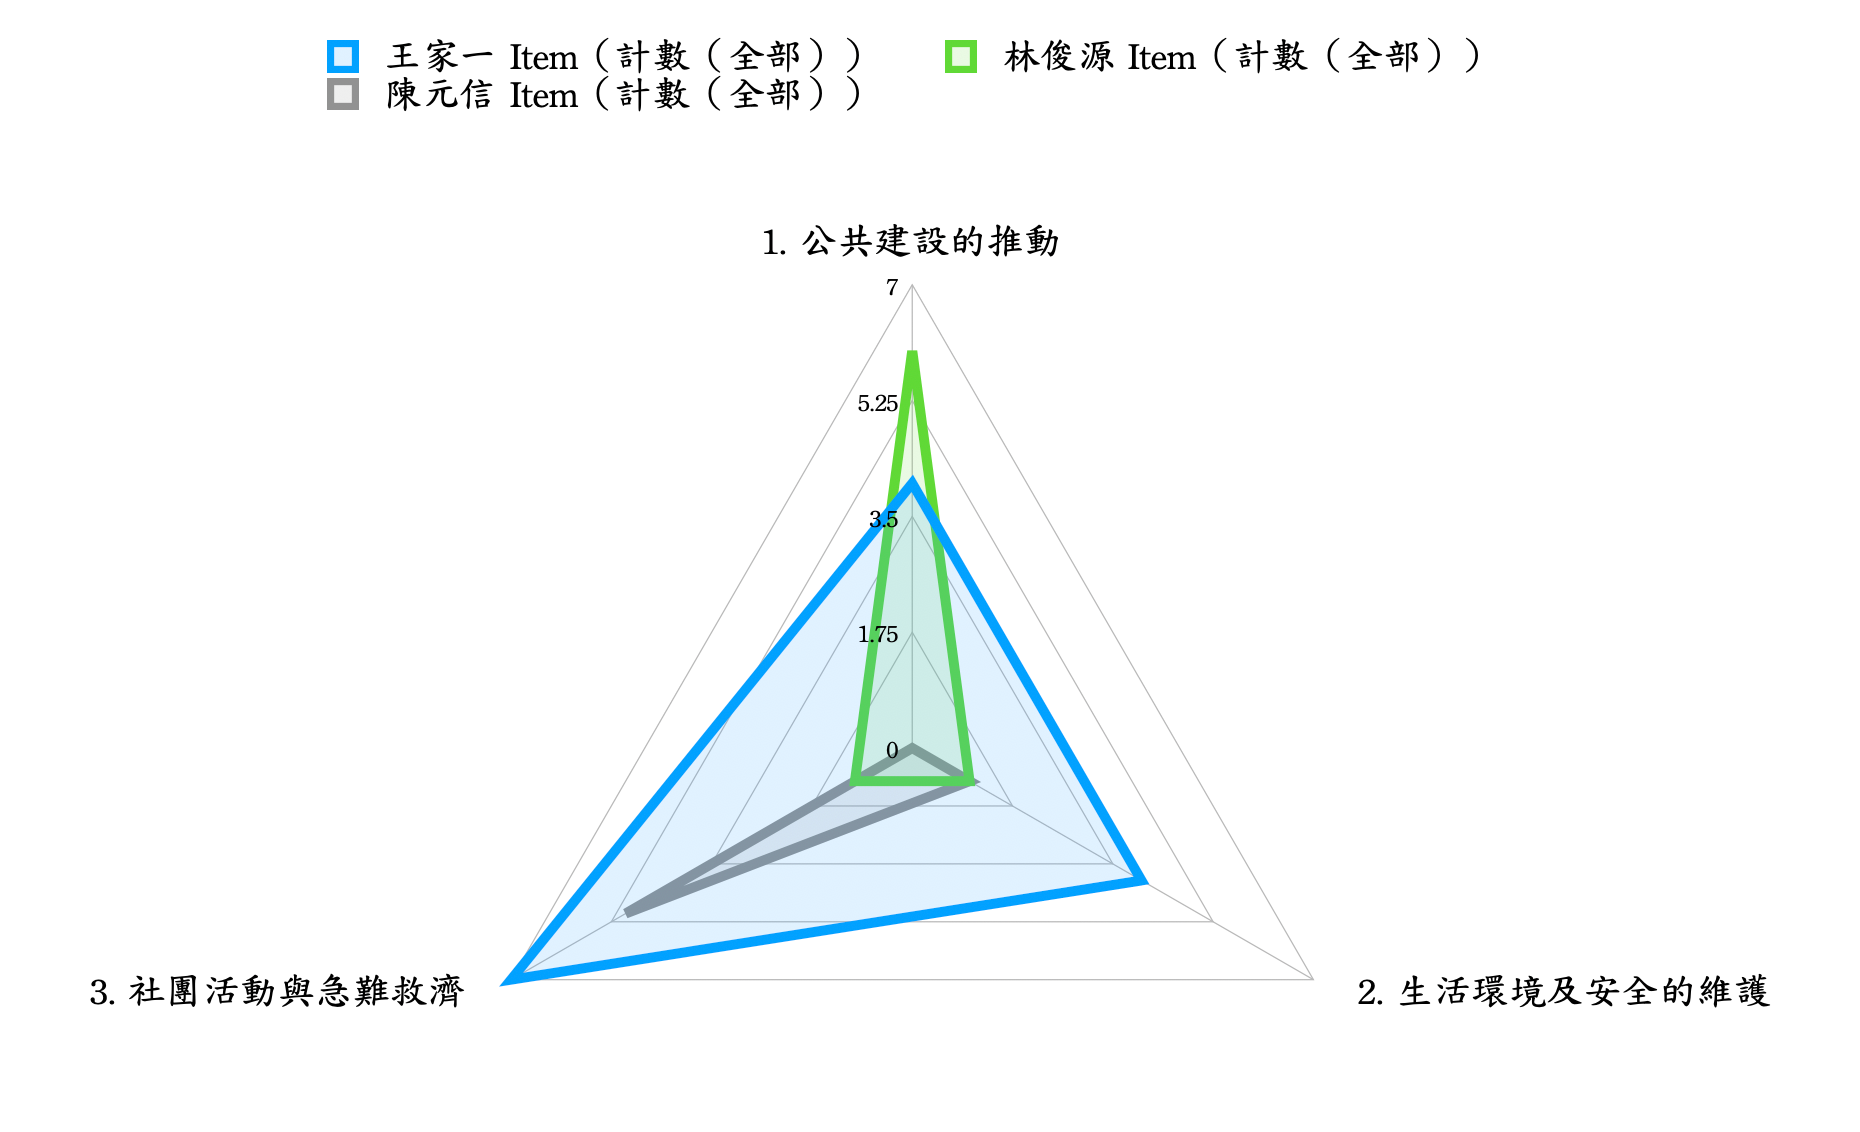 王家一 Item（計數（全部））
林俊源 Item（計數（全部））
陳元信 Item（計數（全部））
1. 公共建設的推動
7
5.25
3.5
1.75
0
3. 社團活動與急難救濟
2. 生活環境及安全的維護